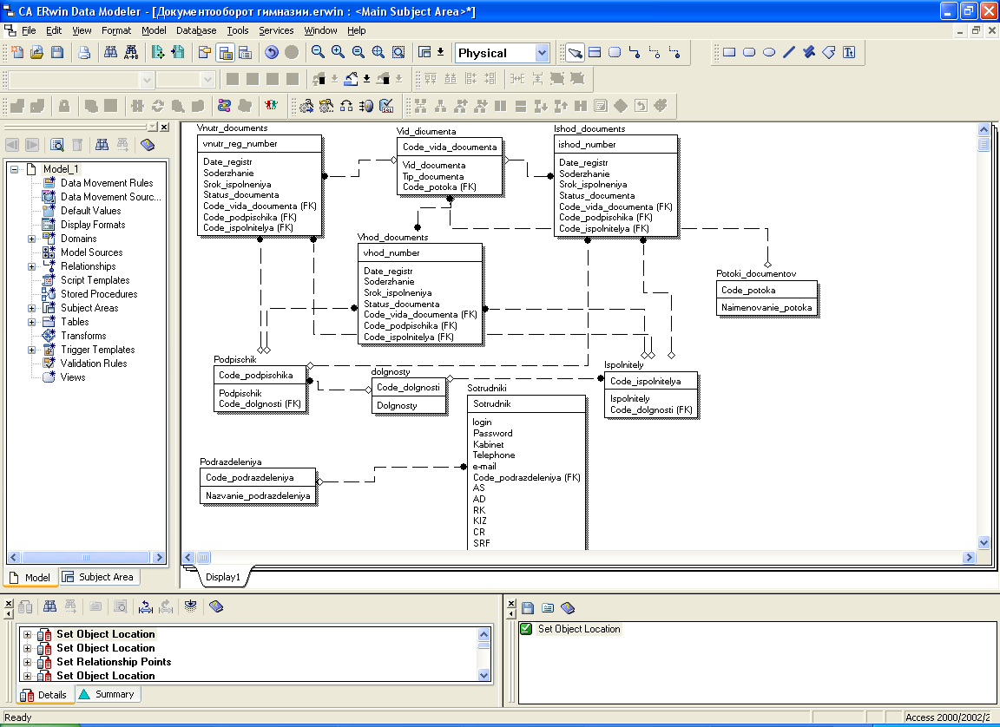 CA ERwin Data Modeler - [Документооборот гимназии.erwin : <Main Subject Area>*]
File Edit View Format Model Database Tools Services Window Help
Physical
Model_1
Data Movement Rules
Data Movement Sourc...
Default Values
Display Formats
Domains
Model Sources
Relationships
Script Templates
Stored Procedures
Subject Areas
Tables
Transforms
Trigger Templates
Validation Rules
Views
Model
Subject Area
Vnutr_documents
vnutr_reg_number
Date_registr
Soderzhanie
Srok_ispolneniya
Status_documenta
Code_vida_documenta (FK)
Code_podpischika (FK)
Code_ispolnitelya (FK)
Vid_dicumenta
Code_vida_documenta
Vid_documenta
Tip_documenta
Code_potoka (FK)
Ishod_documents
ishod_number
Date_registr
Soderzhanie
Srok_ispolneniya
Status_documenta
Code_vida_documenta (FK)
Code_podpischika (FK)
Code_ispolnitelya (FK)
Vhod_documents
vhod_number
Date_registr
Soderzhanie
Srok_ispolneniya
Status_documenta
Code_vida_documenta (FK)
Code_podpischika (FK)
Code_ispolnitelya (FK)
Potoki_documentov
Code_potoka
Naimenovanie_potoka
Podpischik
Code_podpischika
Podpischik
Code_dolgnosti (FK)
dolgnosty
Code_dolgnosti
Dolgnosty
Ispolnitely
Code_ispolnitelya
Ispolnitely
Code_dolgnosti (FK)
Sotrudniki
Sotrudnik
login
Password
Kabinet
Telephone
e-mail
Code_podrazdeleniya (FK)
AS
AD
RK
KIZ
CR
SRF
Podrazdeleniya
Code_podrazdeleniya
Nazvanie_podrazdeleniya
Display1
Set Object Location
Set Object Location
Set Relationship Points
Set Object Location
Details
Summary
Set Object Location
Ready
Access 2000/2002/2